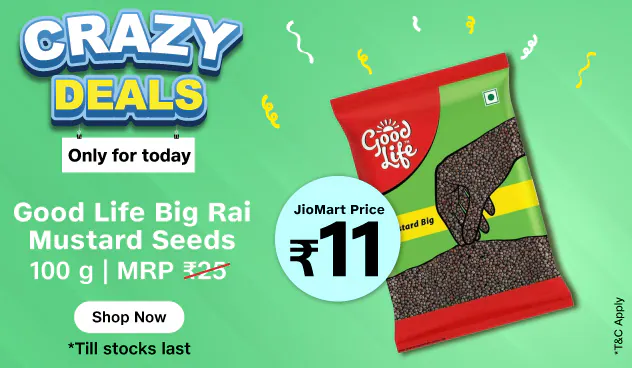 CRAZY
DEALS
Only for today
Good Life Big Rai
Mustard Seeds
100 g | MRP ₹25
Shop Now
*Till stocks last
JioMart Price
₹11
Good
Life
Big
*T&C Apply